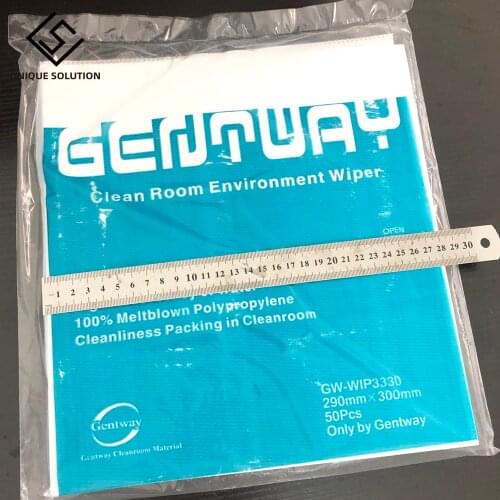 NIQUE SOLUTION
GENTWAY
Clean Room Environment Wiper
OPEN
1 2 3 4 5 6 7 8 9 10 11 12 13 14 15 16 17 18 19 20 21 22 23 24 25 26 27 28 29 30
100% Meltblown Polypropylene
Cleanliness Packing in Cleanroom
GW-WIP3330
290mm×300mm
50Pcs
Only by Gentway
Gentway
Gentway Cleanroom Material